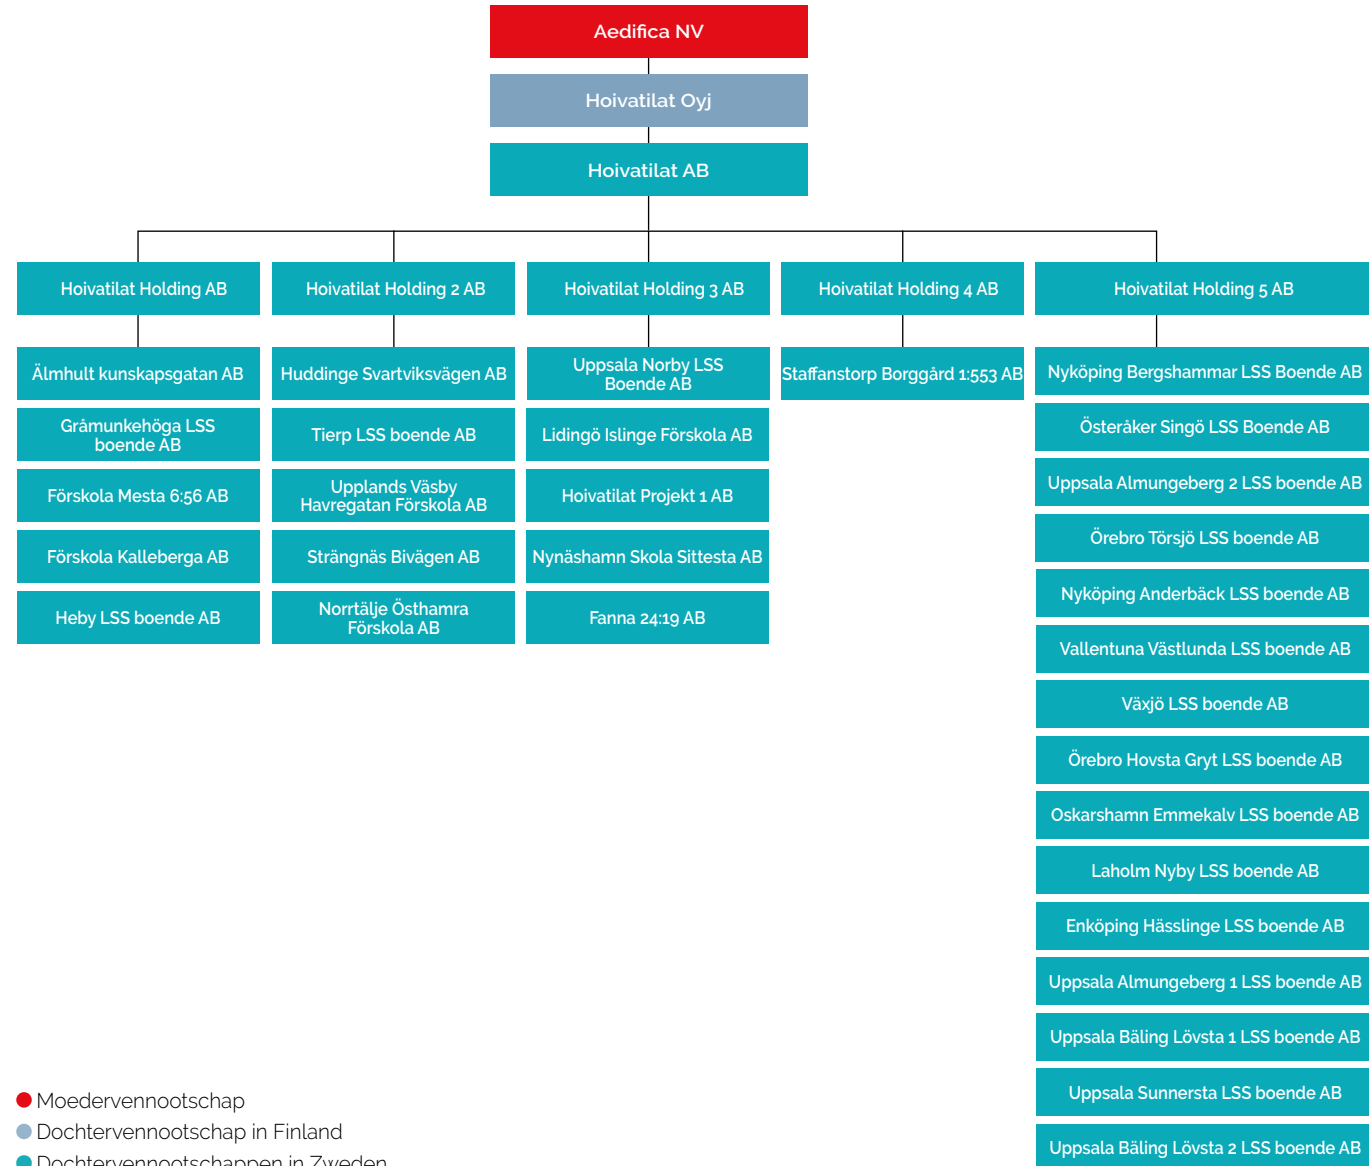 Aedifica NV
Hoivatilat Oyj
Hoivatilat AB
Hoivatilat Holding AB
Älmhult kunskapsgatan AB
Gråmunkehöga LSS
boende AB
Förskola Mesta 6:56 AB
Förskola Kalleberga AB
Heby LSS boende AB
Hoivatilat Holding 2 AB
Huddinge Svartviksvägen AB
Tierp LSS boende AB
Upplands Väsby
Havregatan Förskola AB
Strängnäs Bivägen AB
Norrtälje Östhamra
Förskola AB
Hoivatilat Holding 3 AB
Uppsala Norby LSS
Boende AB
Lidingö Islinge Förskola AB
Hoivatilat Projekt 1 AB
Nynäshamn Skola Sittesta AB
Fanna 24:19 AB
Hoivatilat Holding 4 AB
Staffanstorp Borggård 1:553 AB
Hoivatilat Holding 5 AB
Nyköping Bergshammar LSS Boende AB
Österåker Singö LSS Boende AB
Uppsala Almungeberg 2 LSS boende AB
Örebro Törsjö LSS boende AB
Nyköping Anderbäck LSS boende AB
Vallentuna Västlunda LSS boende AB
Växjö LSS boende AB
Örebro Hovsta Gryt LSS boende AB
Oskarshamn Emmekalv LSS boende AB
Laholm Nyby LSS boende AB
Enköping Hässlinge LSS boende AB
Uppsala Almungeberg 1 LSS boende AB
Uppsala Bäling Lövsta 1 LSS boende AB
Uppsala Sunnersta LSS boende AB
Uppsala Bäling Lövsta 2 LSS boende AB
Moedervennootschap
Dochtervennootschap in Finland
Dochtervennootschappen in Zweden